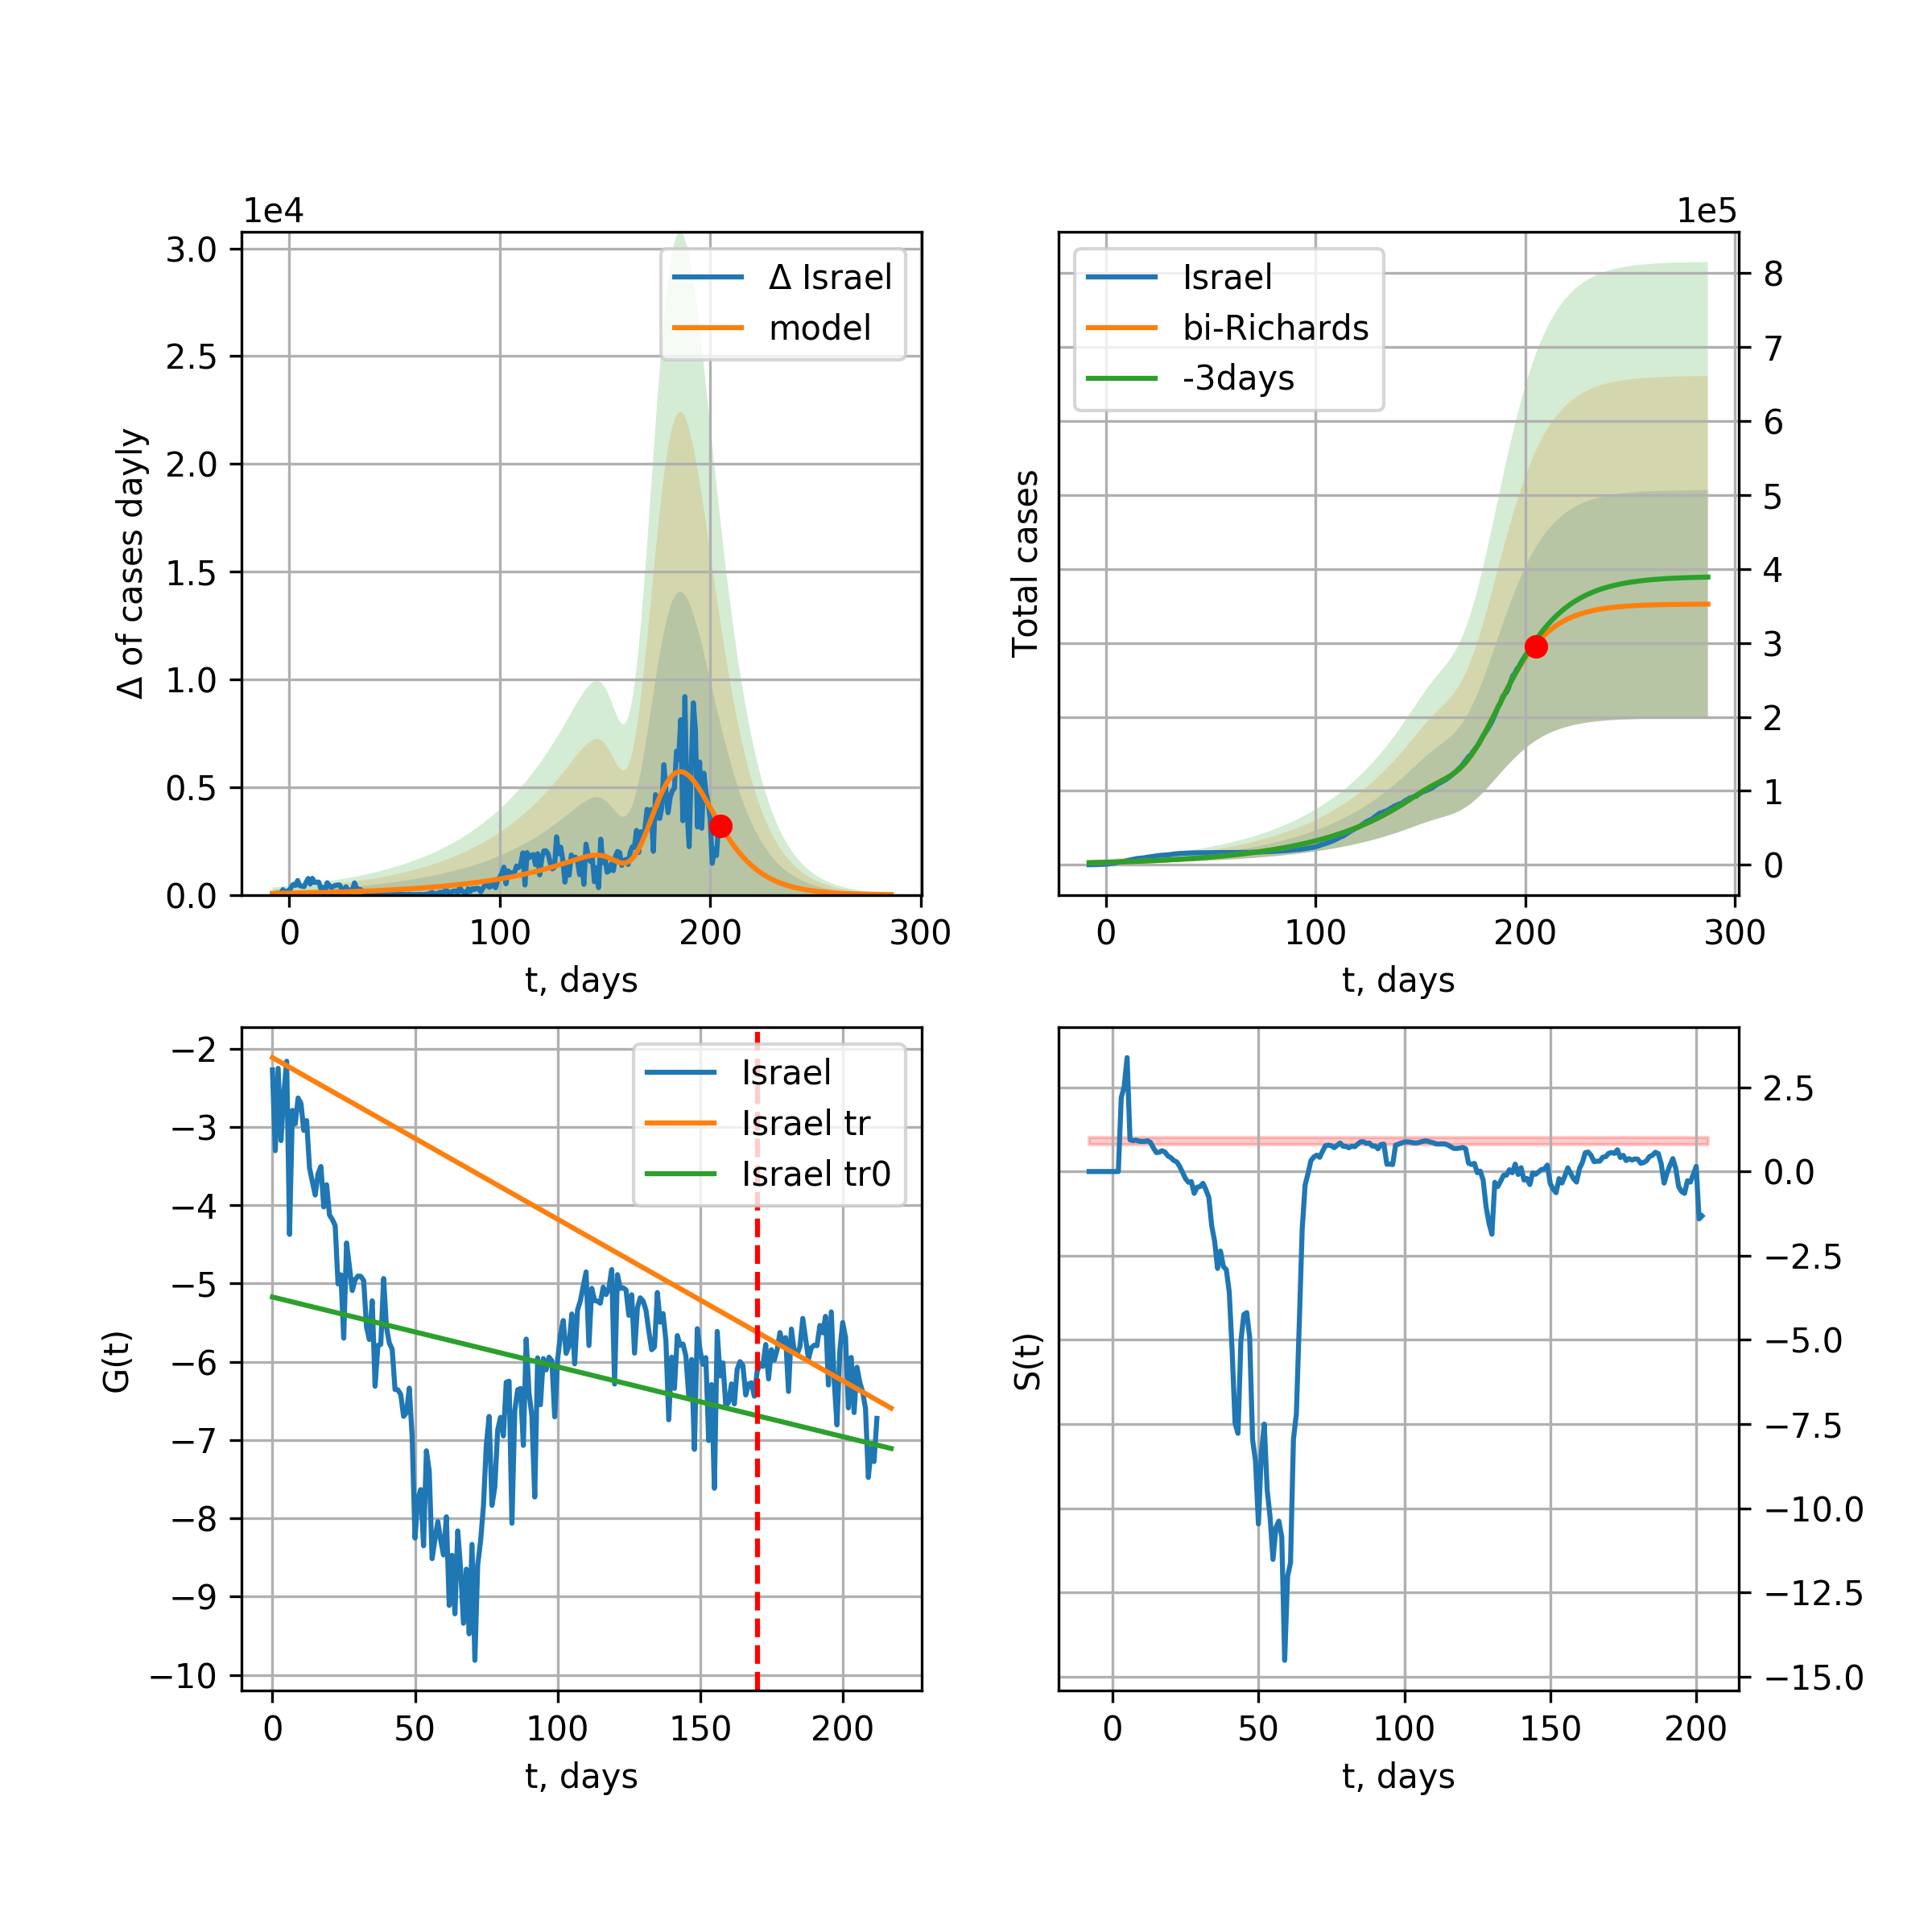 1e4
3.0
2.5
2.0
1.5
1.0
0.5
0.0
Δ of cases dayly
Δ Israel
model
0 100 200 300
t, days
1e5
Israel
bi-Richards
-3days
Total cases
8
7
6
5
4
3
2
1
0
0 100 200 300
t, days
−2
−3
−4
−5
−6
−7
−8
−9
−10
G(t)
Israel
Israel tr
Israel tr0
0 50 100 150 200
t, days
S(t)
2.5
0.0
−2.5
−5.0
−7.5
−10.0
−12.5
−15.0
0 50 100 150 200
t, days